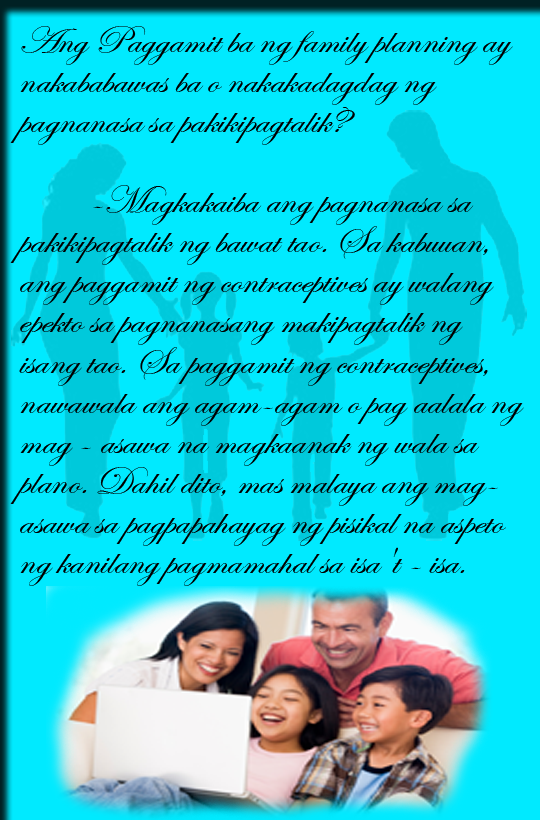 Ang Paggamit ba ng family planning ay
nakababawas ba o nakakadagdag ng
pagnanasa sa pakikipagtalik?
-Magkakaiba ang pagnanasa sa
pakikipagtalik ng bawat tao. Sa kabuuan,
ang paggamit ng contraceptives ay walang
epekto sa pagnanasang makipagtalik ng
isang tao. Sa paggamit ng contraceptives,
nawawala ang agam-agam o pag aalala ng
mag - asawa na magkaanak ng wala sa
plano. Dahil dito, mas malaya ang mag-
asawa sa pagpapahayag ng pisikal na aspeto
ng kanilang pagmamahal sa isa't - isa.